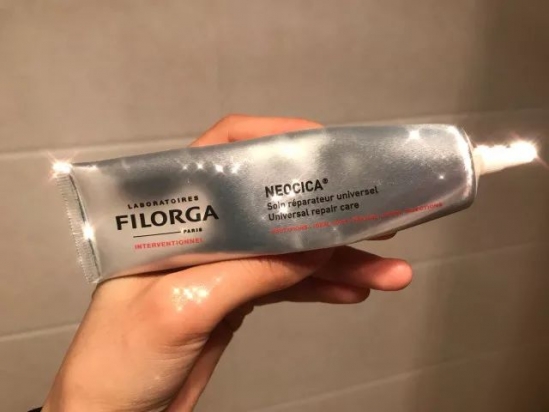 LABORATOIRES
FILORGA
PARIS
INTERVENTIONNEL
NEOCICA®
Soin réparateur universel
Universal repair care